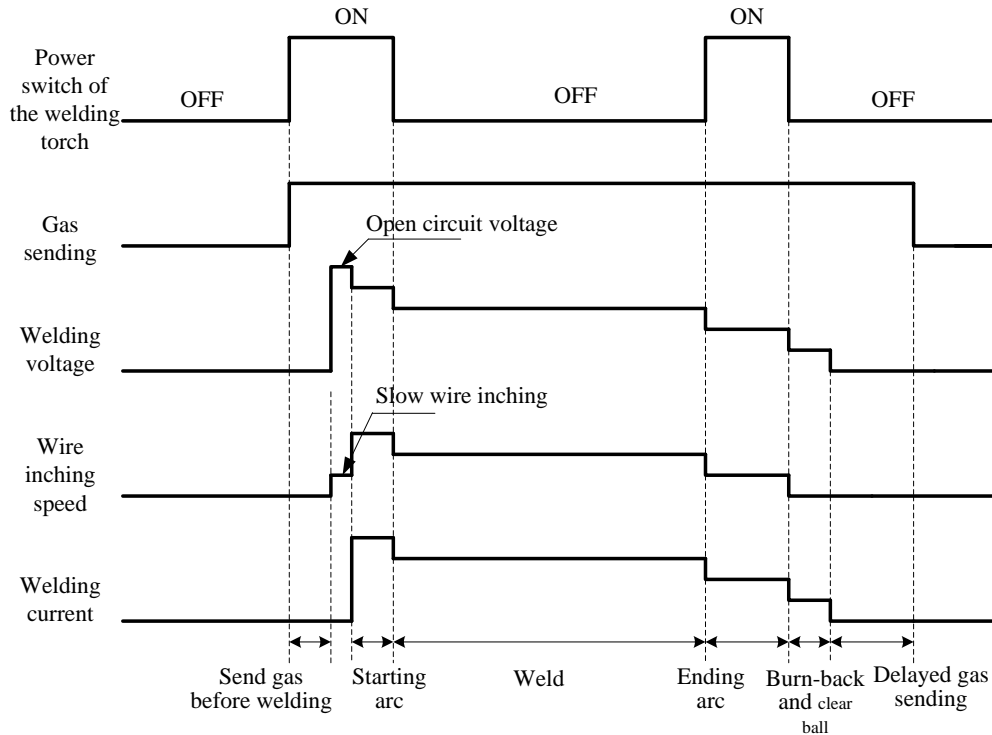 ON
ON
Power
switch of
the welding
torch
OFF
OFF
OFF
Gas
sending
Open circuit voltage
Welding
voltage
Slow wire inching
Wire
inching
speed
Welding
current
Send gas
before welding
Starting
arc
Weld
Ending
arc
Burn-back
and clear
ball
Delayed gas
sending